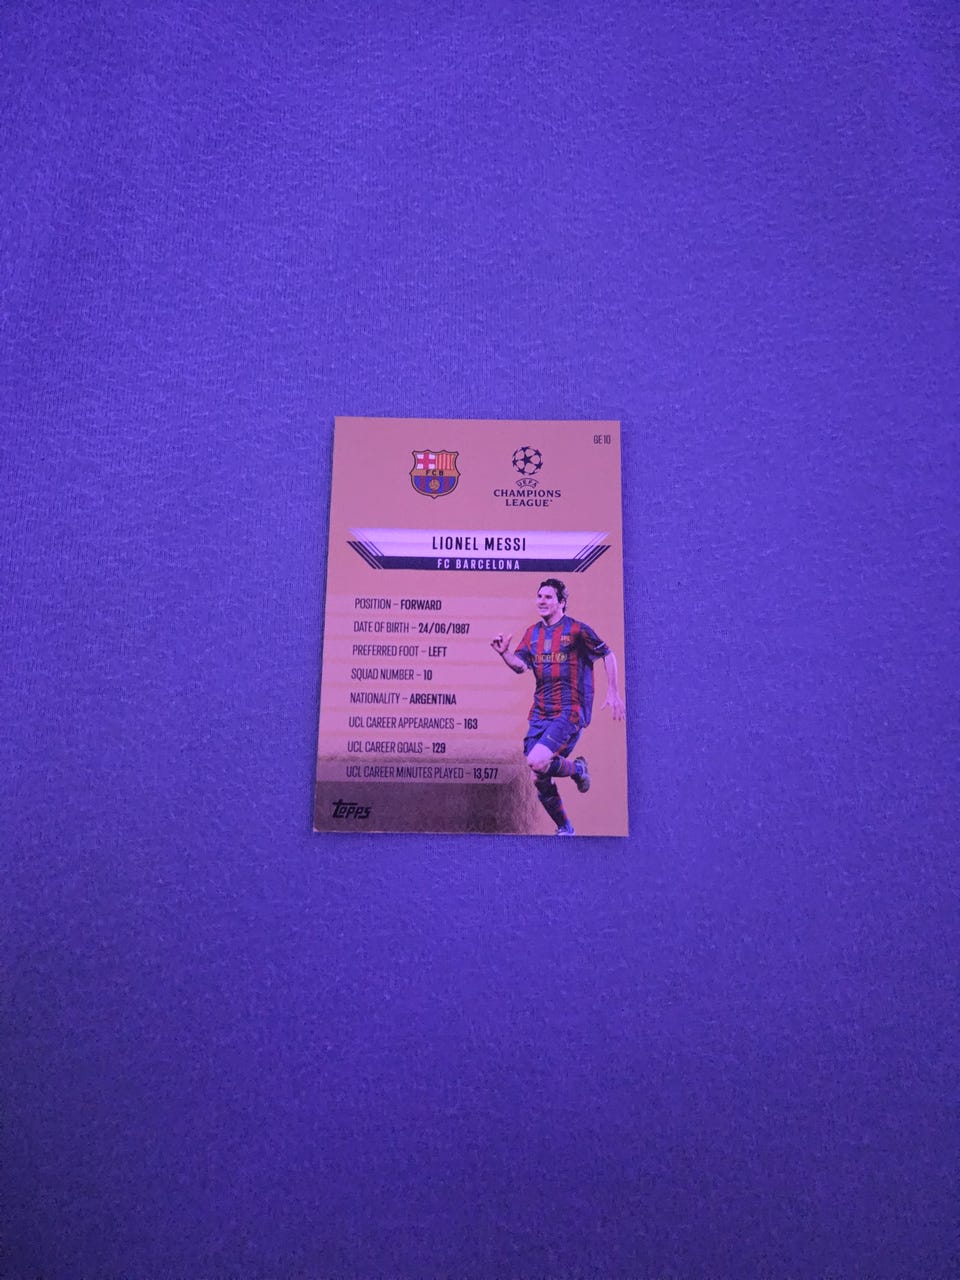 GE 10
FCB
UEFA
CHAMPIONS
LEAGUE
LIONEL MESSI
FC BARCELONA
POSITION – FORWARD
DATE OF BIRTH – 24/06/1987
PREFERRED FOOT – LEFT
SQUAD NUMBER – 10
NATIONALITY – ARGENTINA
UCL CAREER APPEARANCES – 163
UCL CAREER GOALS – 129
UCL CAREER MINUTES PLAYED – 13,577
unicef
topps